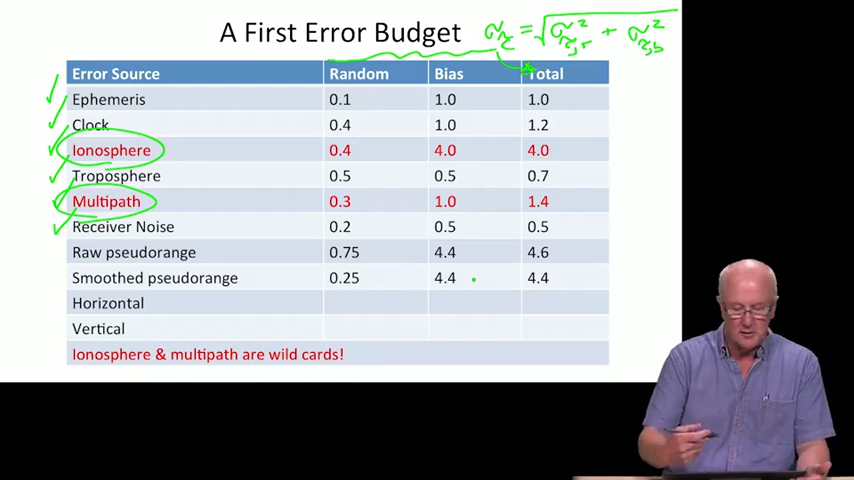 A First Error Budget σ_τ = √(σ²_τ,r + σ²_τ,b)
Error Source Random Bias Total
Ephemeris 0.1 1.0 1.0
Clock 0.4 1.0 1.2
Ionosphere 0.4 4.0 4.0
Troposphere 0.5 0.5 0.7
Multipath 0.3 1.0 1.4
Receiver Noise 0.2 0.5 0.5
Raw pseudorange 0.75 4.4 4.6
Smoothed pseudorange 0.25 4.4 4.4
Horizontal
Vertical
Ionosphere & multipath are wild cards!